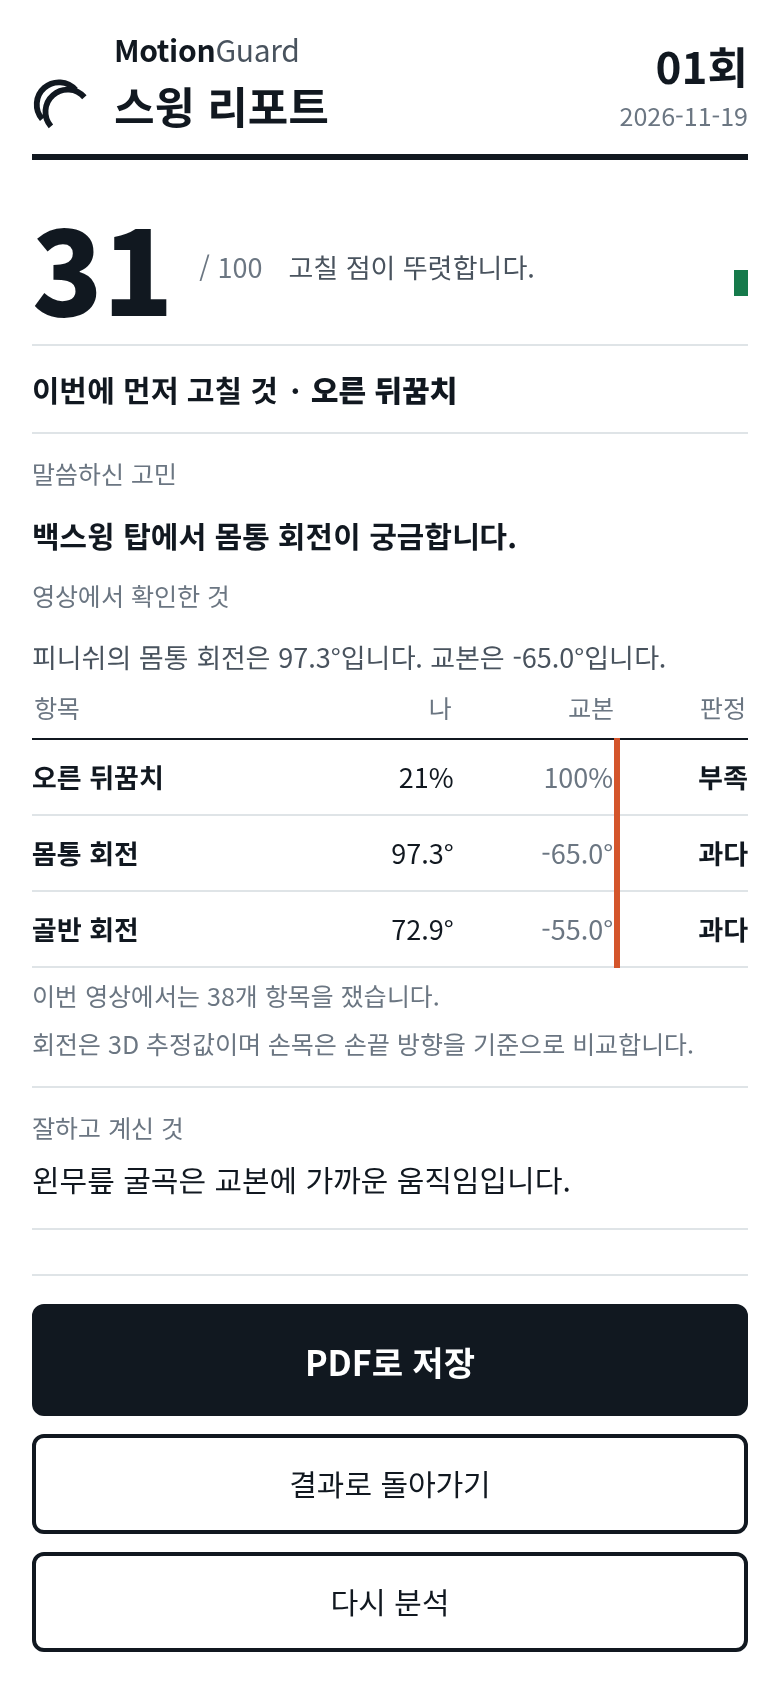 MotionGuard
스윙 리포트
01회
2026-11-19
31 / 100 고칠 점이 뚜렷합니다.
이번에 먼저 고칠 것 · 오른 뒤꿈치
말씀하신 고민
백스윙 탑에서 몸통 회전이 궁금합니다.
영상에서 확인한 것
피니쉬의 몸통 회전은 97.3°입니다. 교본은 -65.0°입니다.
항목 나 교본 판정
오른 뒤꿈치 21% 100% 부족
몸통 회전 97.3° -65.0° 과다
골반 회전 72.9° -55.0° 과다
이번 영상에서는 38개 항목을 쟀습니다.
회전은 3D 추정값이며 손목은 손끝 방향을 기준으로 비교합니다.
잘하고 계신 것
왼무릎 굴곡은 교본에 가까운 움직임입니다.
PDF로 저장
결과로 돌아가기
다시 분석